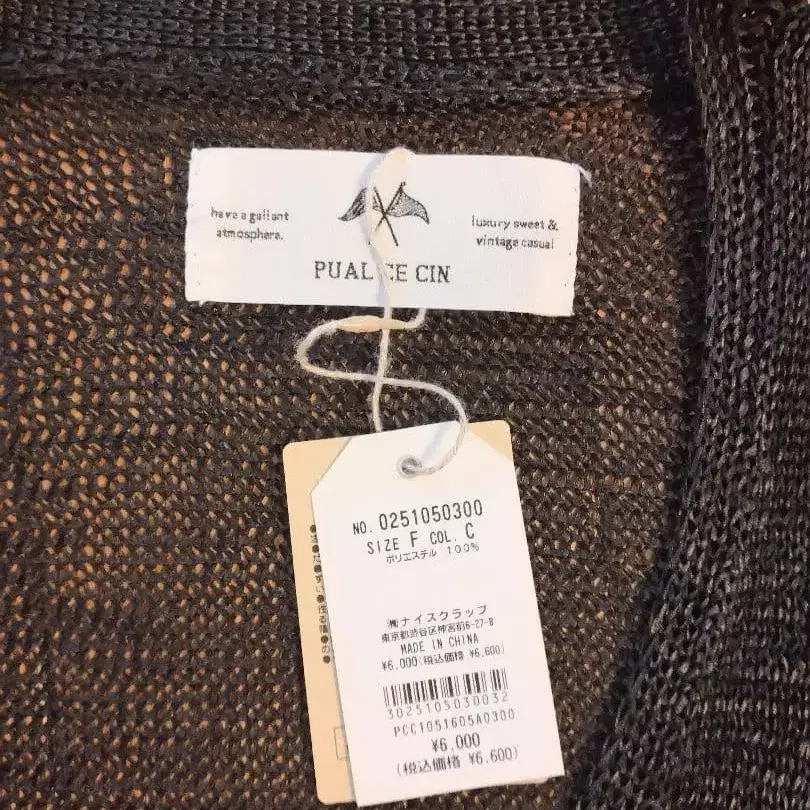 have a gallant
atmosphere.
luxury sweet &
vintage casual
PUAL CE CIN
NO. 0251050300
SIZE F COL. C
ポリエステル 100%
㈱ナイスクラップ
東京都渋谷区神宮前6-27-8
MADE IN CHINA
¥6,000(税込価格 ¥6,600)
3025105030032
PCC1051605A0300
¥6,000
(税込価格 ¥6,600)